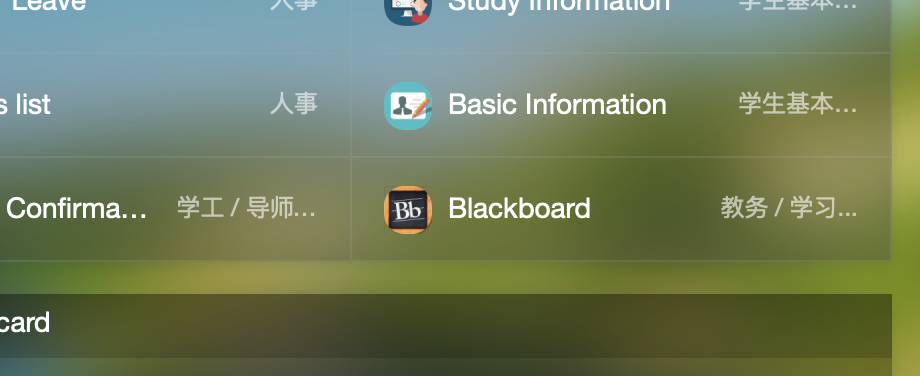 Leave 人事 Study Information 学生基本...
s list 人事 Basic Information 学生基本...
Confirma... 学工 / 导师... Bb Blackboard 教务 / 学习...
card